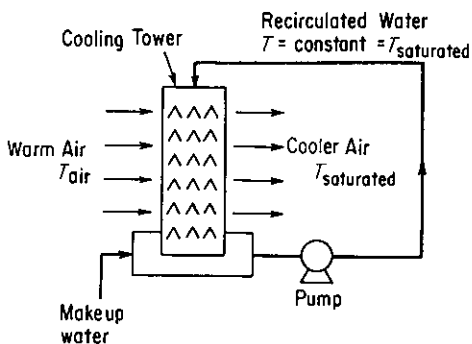 Recirculated Water
T = constant = Tsaturated
Cooling Tower
Warm Air
Tair
Cooler Air
Tsaturated
Pump
Makeup
water